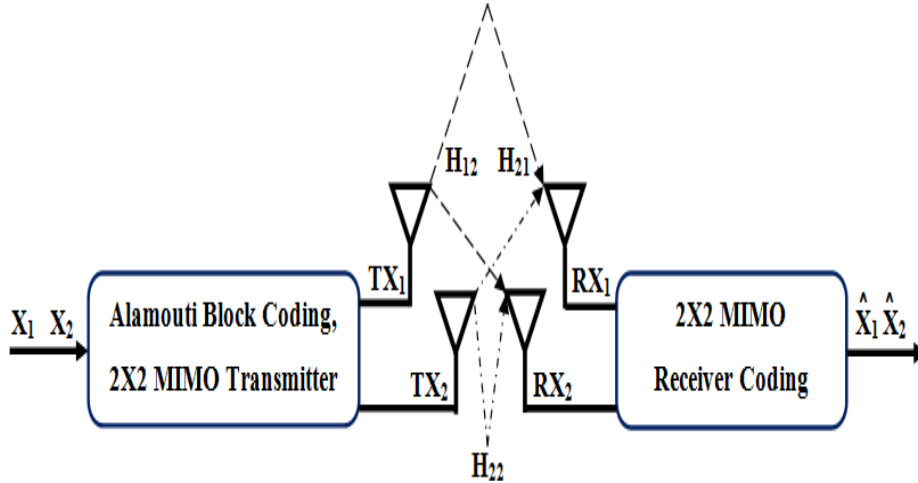 H₁₂ H₂₁
TX₁ RX₁
X₁ X₂
Alamouti Block Coding,
2X2 MIMO Transmitter
2X2 MIMO
Receiver Coding
X̂₁ X̂₂
TX₂ RX₂
H₂₂